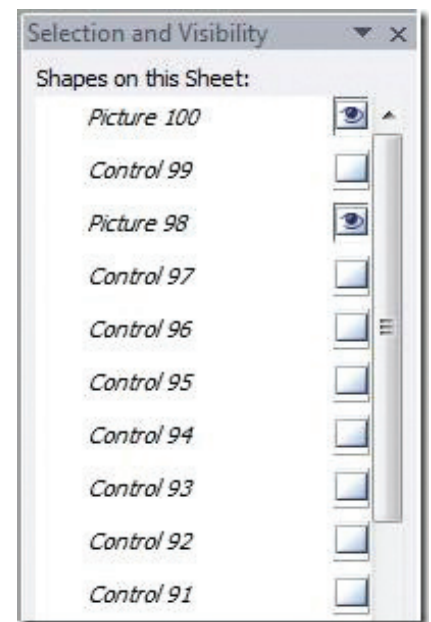 Selection and Visibility
Shapes on this Sheet:
Picture 100
Control 99
Picture 98
Control 97
Control 96
Control 95
Control 94
Control 93
Control 92
Control 91